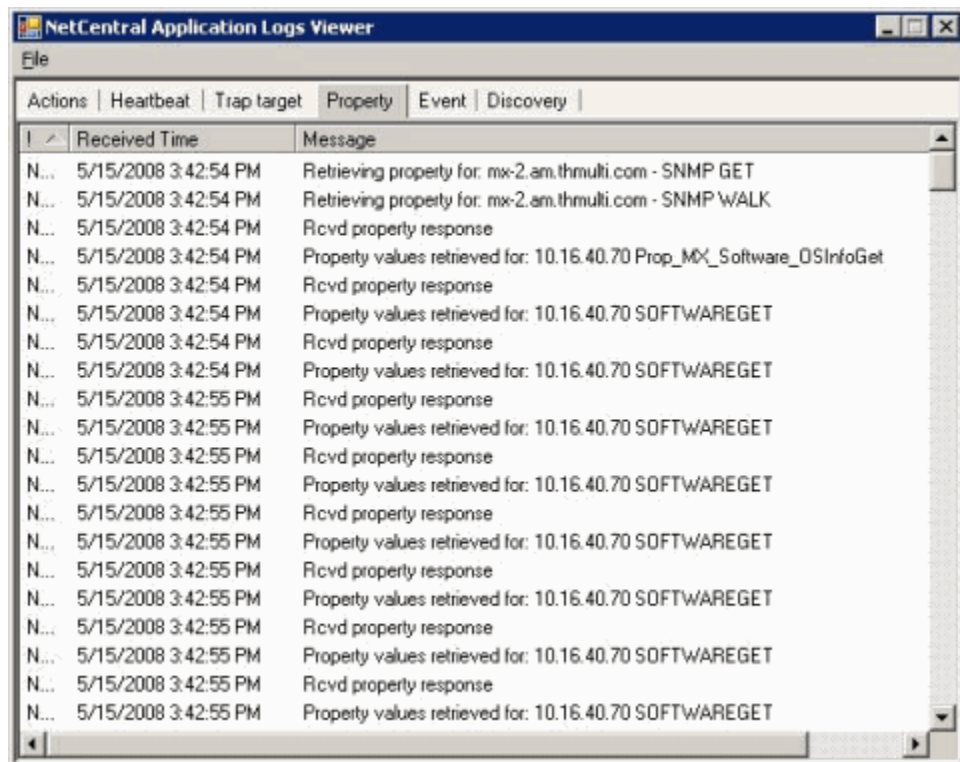 NetCentral Application Logs Viewer
File
Actions | Heartbeat | Trap target Property Event | Discovery |
! Received Time Message
N... 5/15/2008 3:42:54 PM Retrieving property for: mx-2.am.thmulti.com - SNMP GET
N... 5/15/2008 3:42:54 PM Retrieving property for: mx-2.am.thmulti.com - SNMP WALK
N... 5/15/2008 3:42:54 PM Rcvd property response
N... 5/15/2008 3:42:54 PM Property values retrieved for: 10.16.40.70 Prop_MX_Software_OSInfoGet
N... 5/15/2008 3:42:54 PM Rcvd property response
N... 5/15/2008 3:42:54 PM Property values retrieved for: 10.16.40.70 SOFTWAREGET
N... 5/15/2008 3:42:54 PM Rcvd property response
N... 5/15/2008 3:42:54 PM Property values retrieved for: 10.16.40.70 SOFTWAREGET
N... 5/15/2008 3:42:55 PM Rcvd property response
N... 5/15/2008 3:42:55 PM Property values retrieved for: 10.16.40.70 SOFTWAREGET
N... 5/15/2008 3:42:55 PM Rcvd property response
N... 5/15/2008 3:42:55 PM Property values retrieved for: 10.16.40.70 SOFTWAREGET
N... 5/15/2008 3:42:55 PM Rcvd property response
N... 5/15/2008 3:42:55 PM Property values retrieved for: 10.16.40.70 SOFTWAREGET
N... 5/15/2008 3:42:55 PM Rcvd property response
N... 5/15/2008 3:42:55 PM Property values retrieved for: 10.16.40.70 SOFTWAREGET
N... 5/15/2008 3:42:55 PM Rcvd property response
N... 5/15/2008 3:42:55 PM Property values retrieved for: 10.16.40.70 SOFTWAREGET
N... 5/15/2008 3:42:55 PM Rcvd property response
N... 5/15/2008 3:42:55 PM Property values retrieved for: 10.16.40.70 SOFTWAREGET